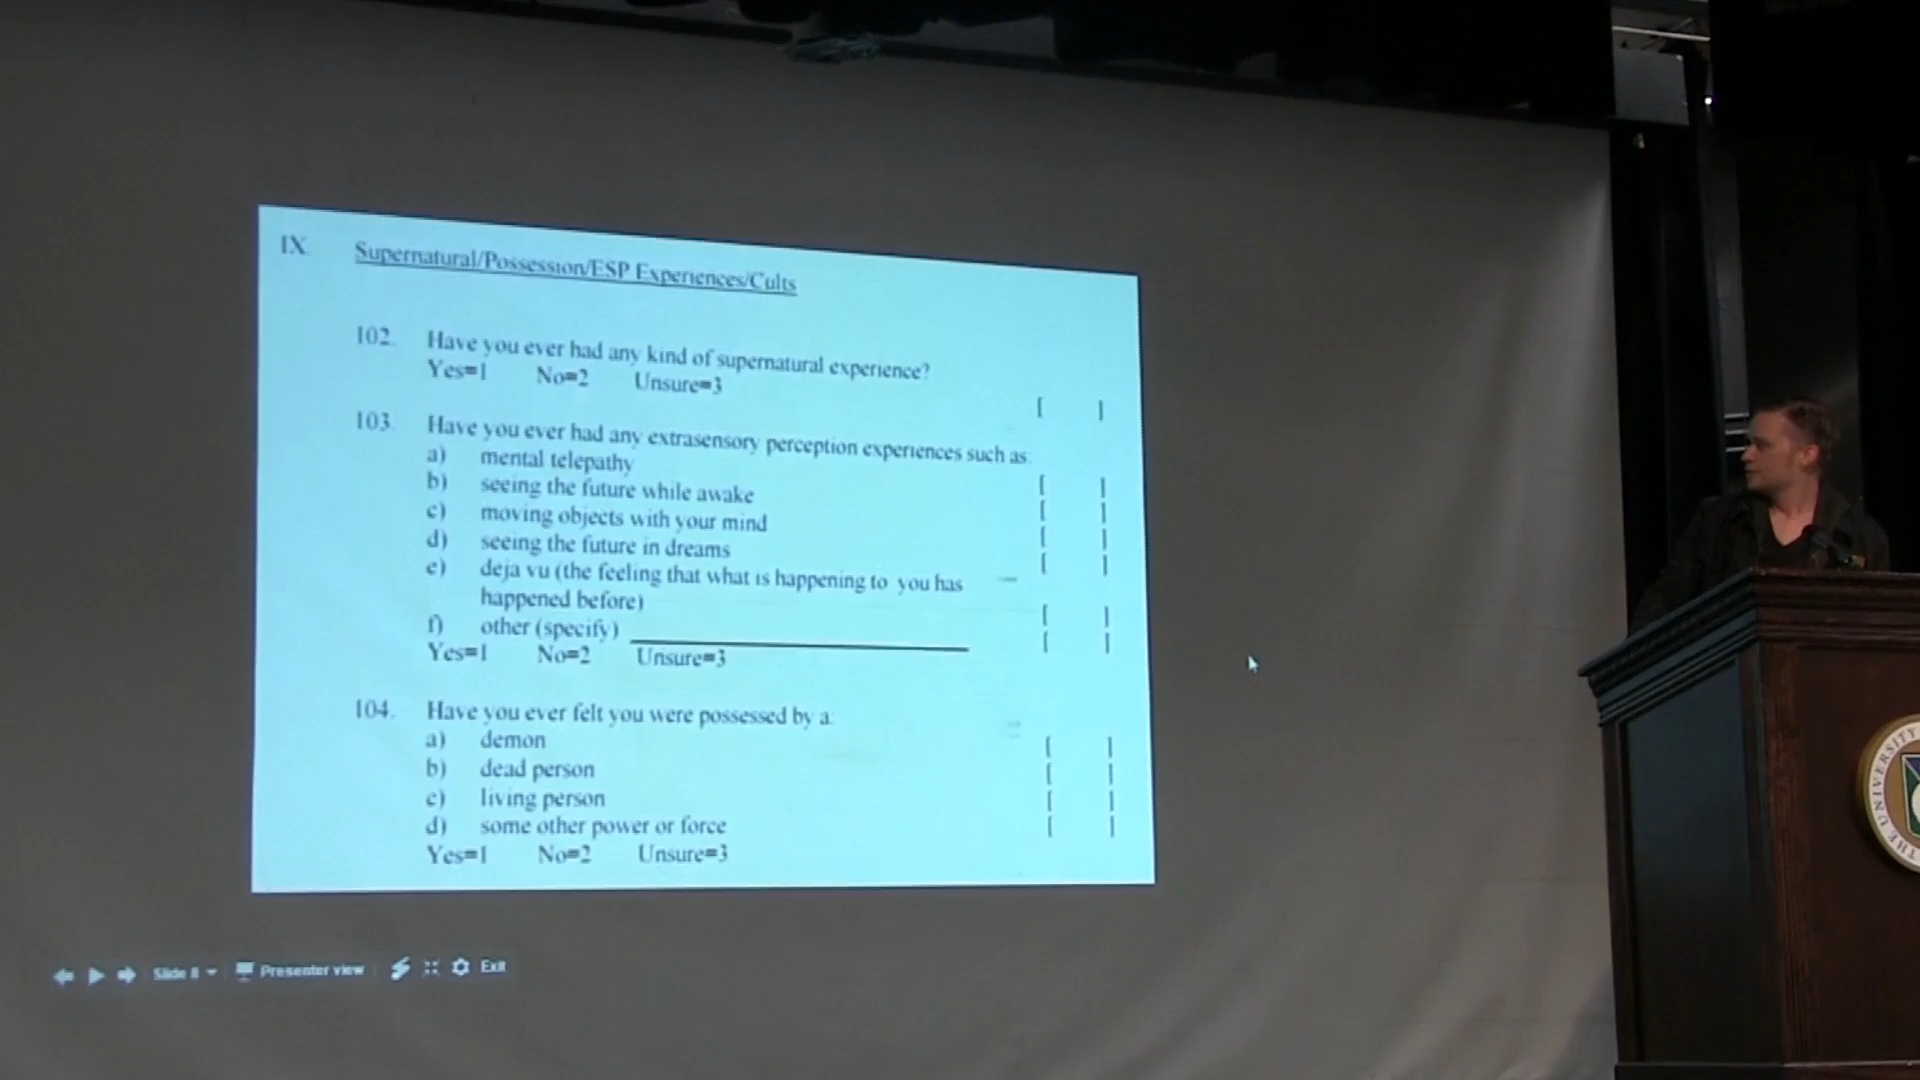 IX. Supernatural/Possession/ESP Experiences/Cults
102. Have you ever had any kind of supernatural experience?
Yes=1 No=2 Unsure=3
[ ]
103. Have you ever had any extrasensory perception experiences such as:
a) mental telepathy [ ]
b) seeing the future while awake [ ]
c) moving objects with your mind [ ]
d) seeing the future in dreams [ ]
e) deja vu (the feeling that what is happening to you has
happened before) [ ]
f) other (specify) [ ]
Yes=1 No=2 Unsure=3
104. Have you ever felt you were possessed by a:
a) demon [ ]
b) dead person [ ]
c) living person [ ]
d) some other power or force [ ]
Yes=1 No=2 Unsure=3
Slide 8 Presenter view Exit
THE UNIVERSITY